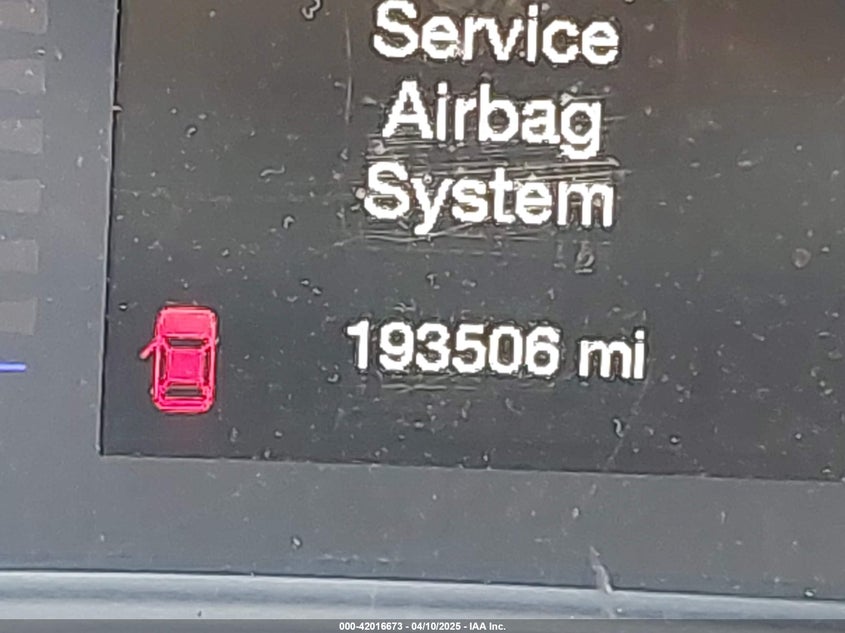 Service
Airbag
System
193506 mi
000-42016673 - 04/10/2025 - IAA Inc.